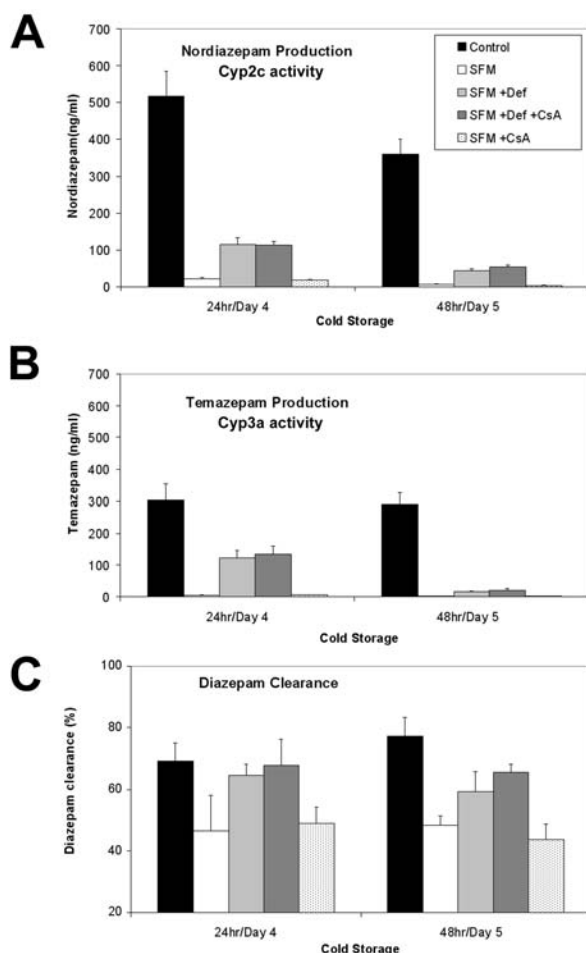 A
Nordiazepam Production
Cyp2c activity
Control
SFM
SFM +Def
SFM +Def +CsA
SFM +CsA
Nordiazepam(ng/ml)
700
600
500
400
300
200
100
0
24hr/Day 4
48hr/Day 5
Cold Storage
B
Temazepam Production
Cyp3a activity
Temazepam (ng/ml)
700
600
500
400
300
200
100
0
24hr/Day 4
48hr/Day 5
Cold Storage
C
Diazepam Clearance
Diazepam clearance (%)
100
80
60
40
20
24hr/Day 4
48hr/Day 5
Cold Storage